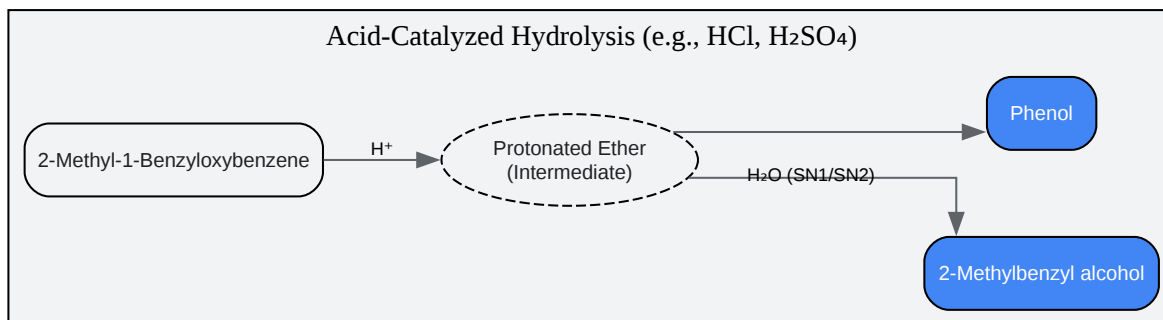 Acid-Catalyzed Hydrolysis (e.g., HCl, H₂SO₄)
Phenol
2-Methyl-1-Benzyloxybenzene
H⁺
Protonated Ether
(Intermediate)
H₂O (SN1/SN2)
2-Methylbenzyl alcohol